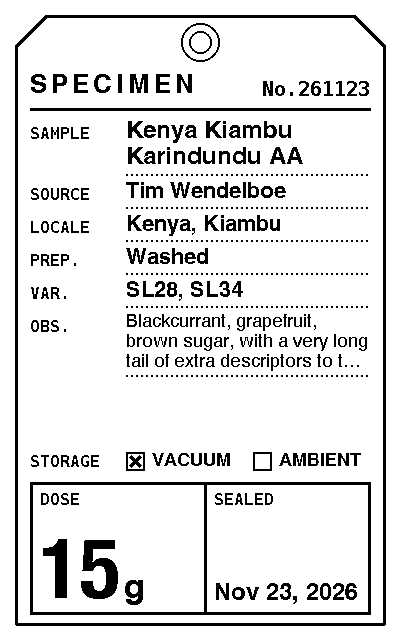 SPECIMEN No.261123
SAMPLE Kenya Kiambu
Karindundu AA
SOURCE Tim Wendelboe
LOCALE Kenya, Kiambu
PREP. Washed
VAR. SL28, SL34
OBS. Blackcurrant, grapefruit,
brown sugar, with a very long
tail of extra descriptors to t...
STORAGE VACUUM AMBIENT
DOSE SEALED
15g Nov 23, 2026